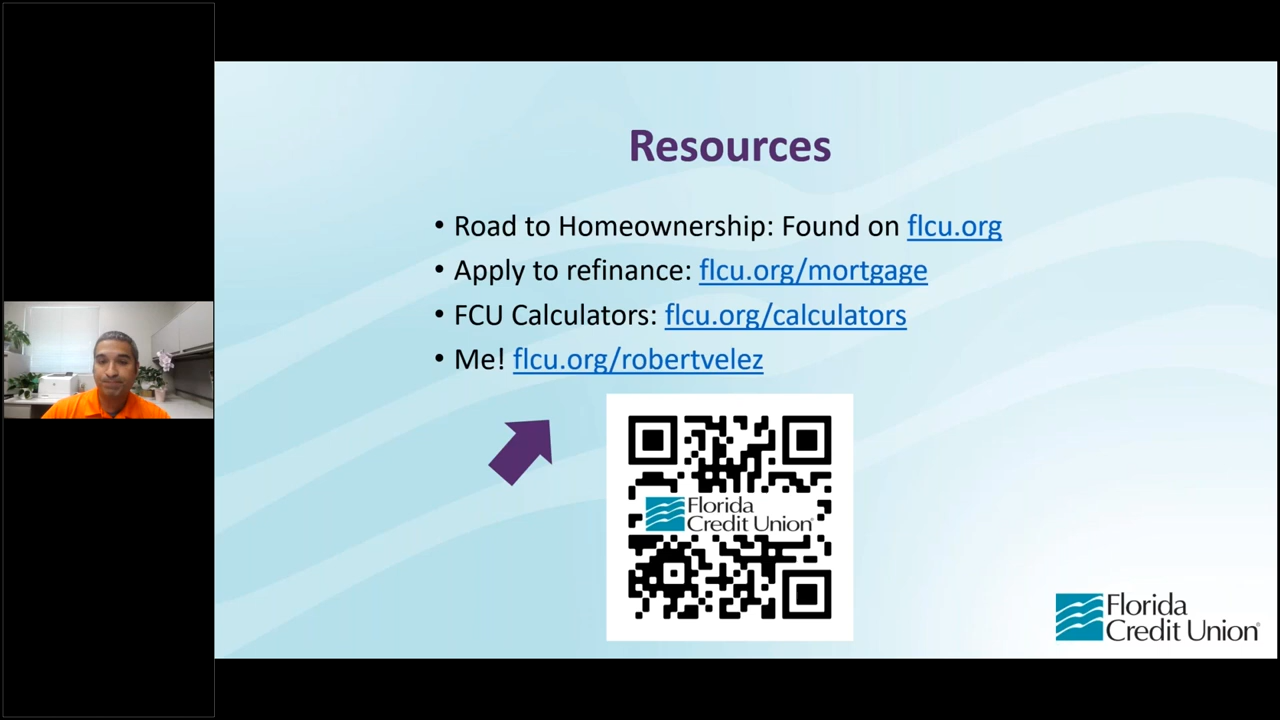 Resources
• Road to Homeownership: Found on flcu.org
• Apply to refinance: flcu.org/mortgage
• FCU Calculators: flcu.org/calculators
• Me! flcu.org/robertvelez
Florida
Credit Union
Florida
Credit Union®